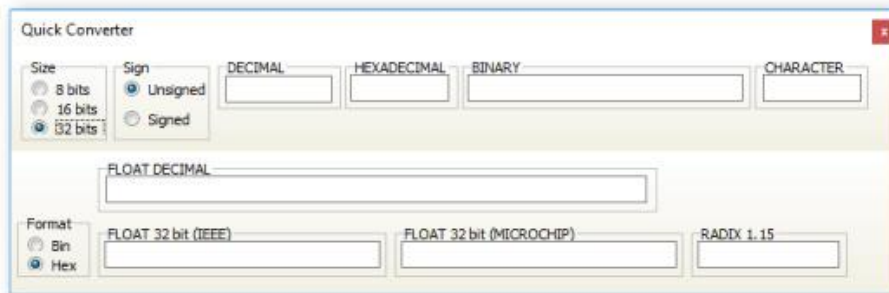 Quick Converter
x
Size
8 bits
16 bits
32 bits
Sign
Unsigned
Signed
DECIMAL
HEXADECIMAL
BINARY
CHARACTER
FLOAT DECIMAL
Format
Bin
Hex
FLOAT 32 bit (IEEE)
FLOAT 32 bit (MICROCHIP)
RADIX 1.15